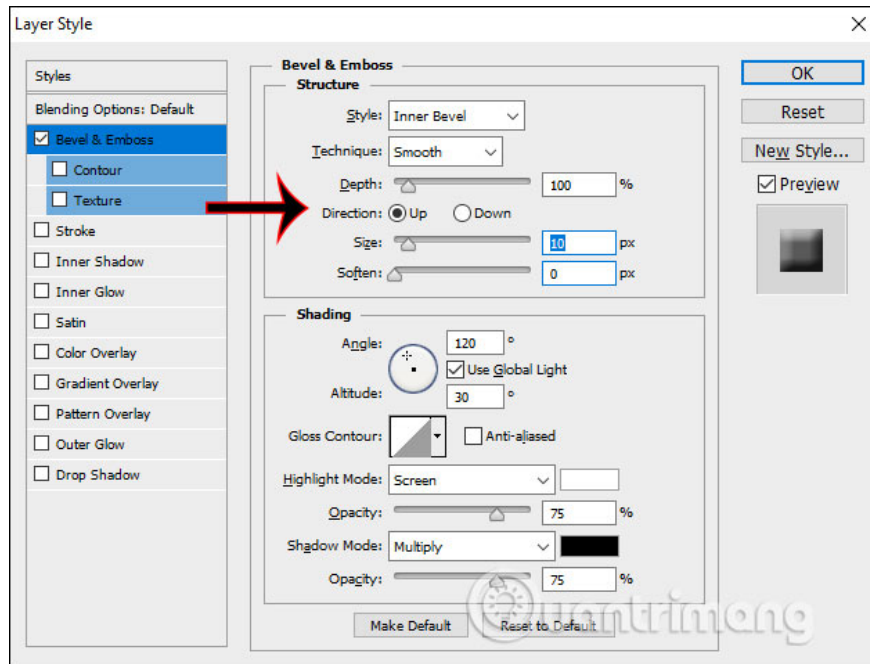 Layer Style
Styles
Blending Options: Default
Bevel & Emboss
Contour
Texture
Stroke
Inner Shadow
Inner Glow
Satin
Color Overlay
Gradient Overlay
Pattern Overlay
Outer Glow
Drop Shadow
Bevel & Emboss
Structure
Style: Inner Bevel
Technique: Smooth
Depth: 100 %
Direction: Up Down
Size: 10 px
Soften: 0 px
Shading
Angle: 120 °
Use Global Light
Altitude: 30 °
Gloss Contour: Anti-aliased
Highlight Mode: Screen
Opacity: 75 %
Shadow Mode: Multiply
Opacity: 75 %
Make Default Reset to Default
OK
Reset
New Style...
Preview
Quantrimang